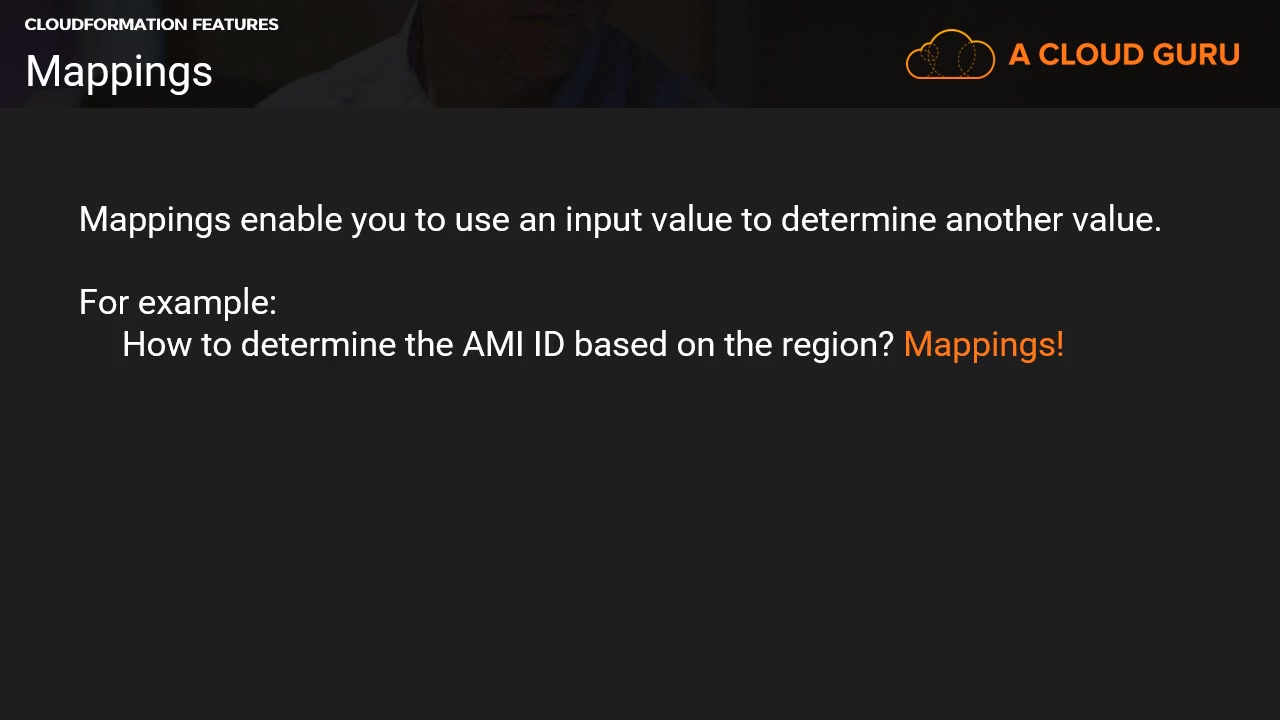 CLOUDFORMATION FEATURES
Mappings
A CLOUD GURU
Mappings enable you to use an input value to determine another value.
For example:
How to determine the AMI ID based on the region? Mappings!